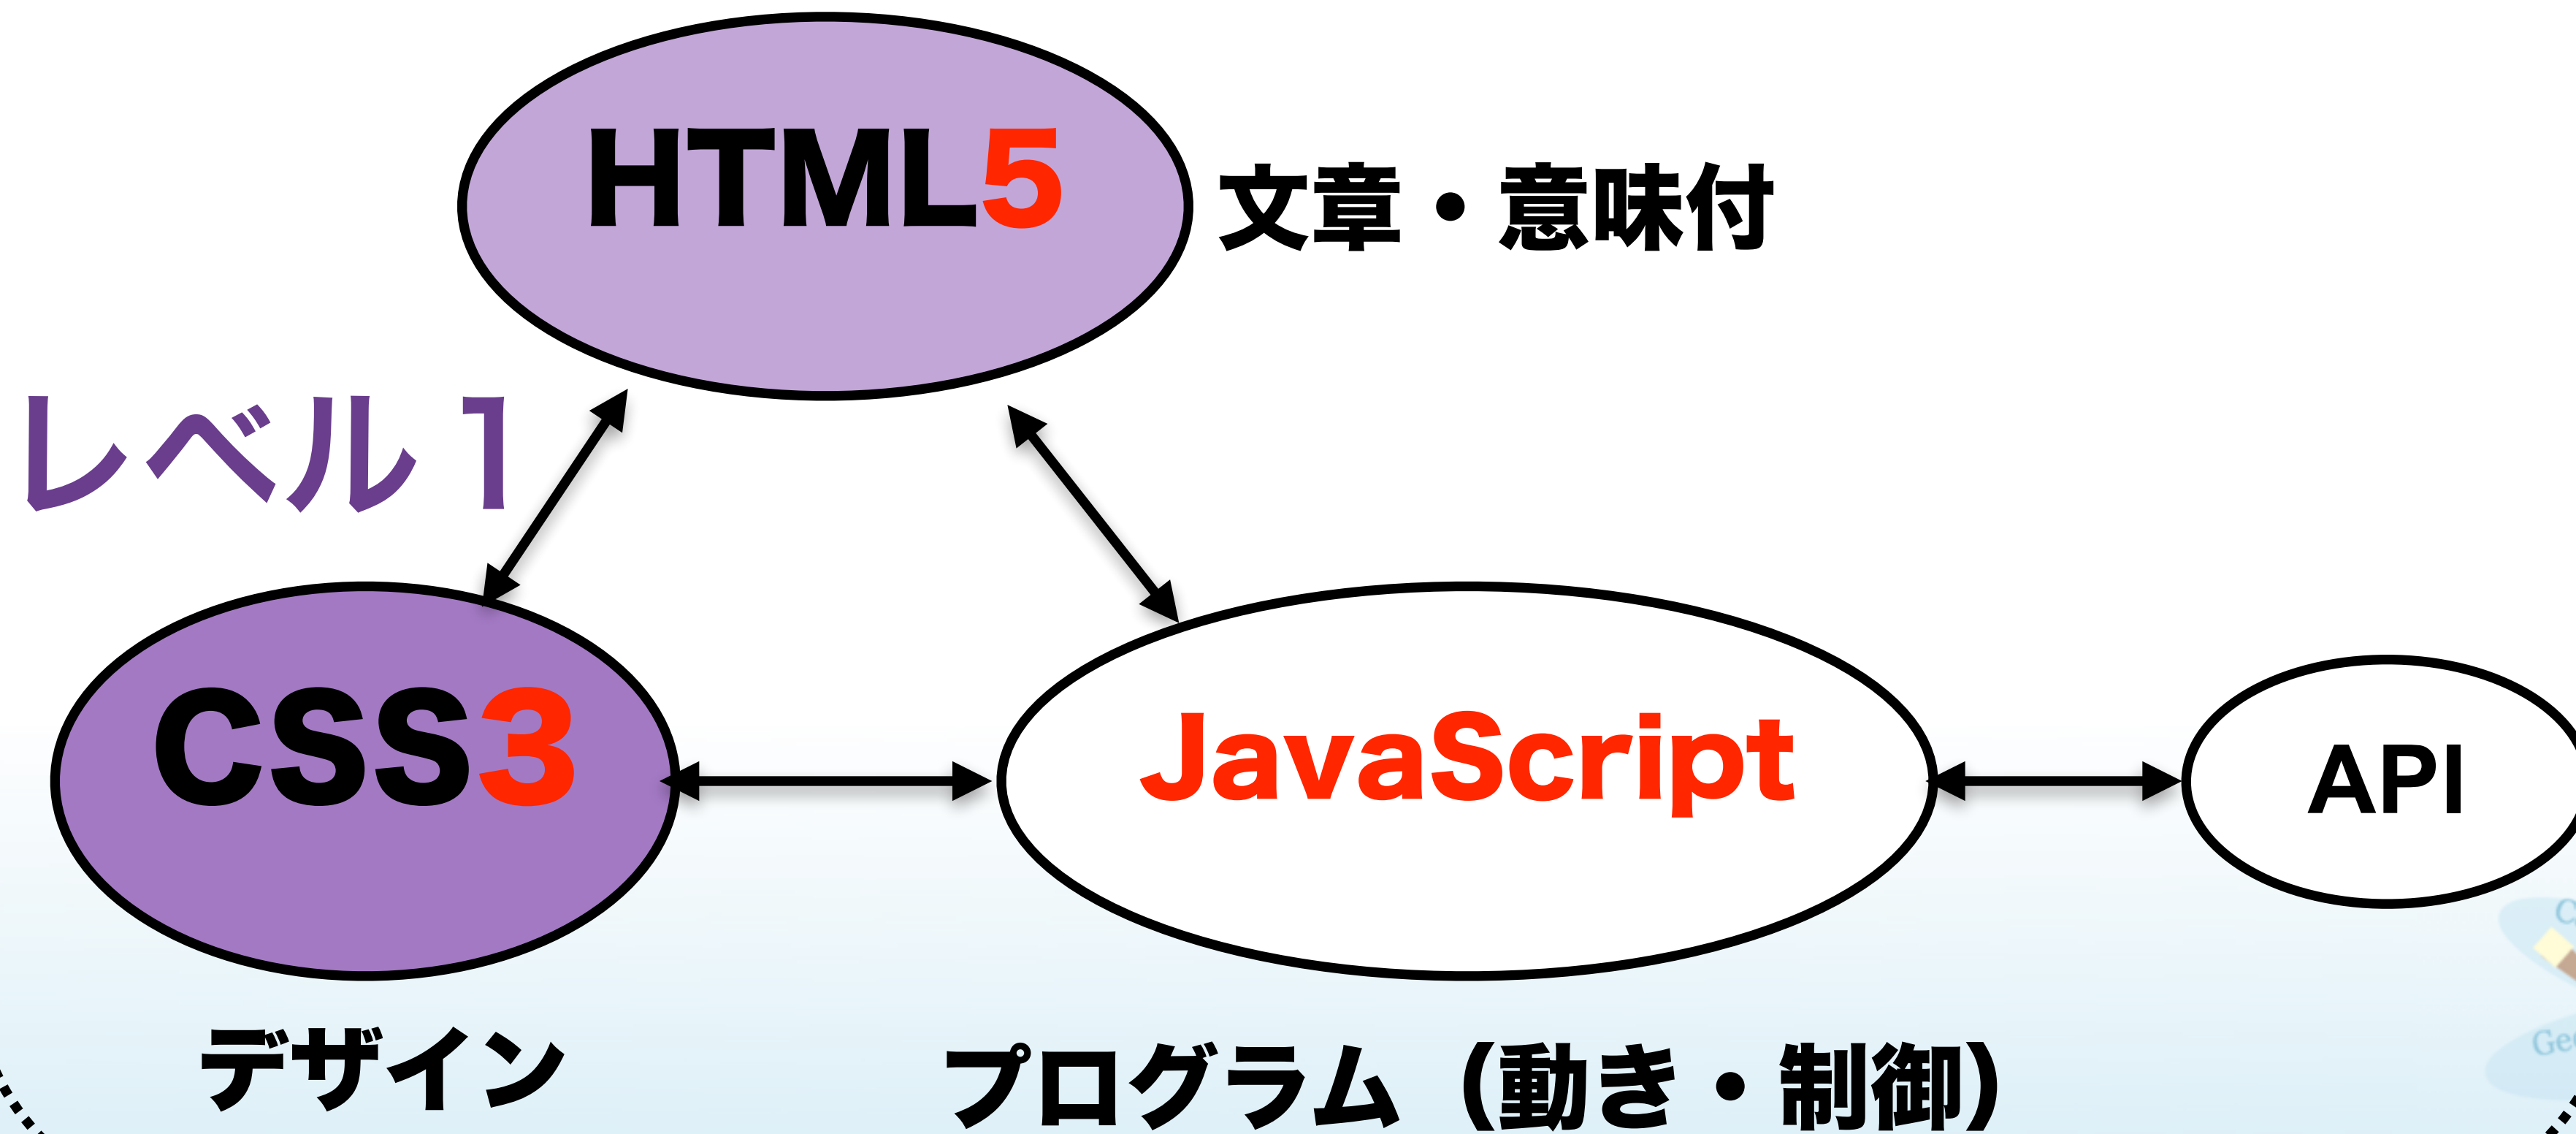 HTML5
文章・意味付
レベル１
CSS3
JavaScript
API
デザイン
プログラム（動き・制御）